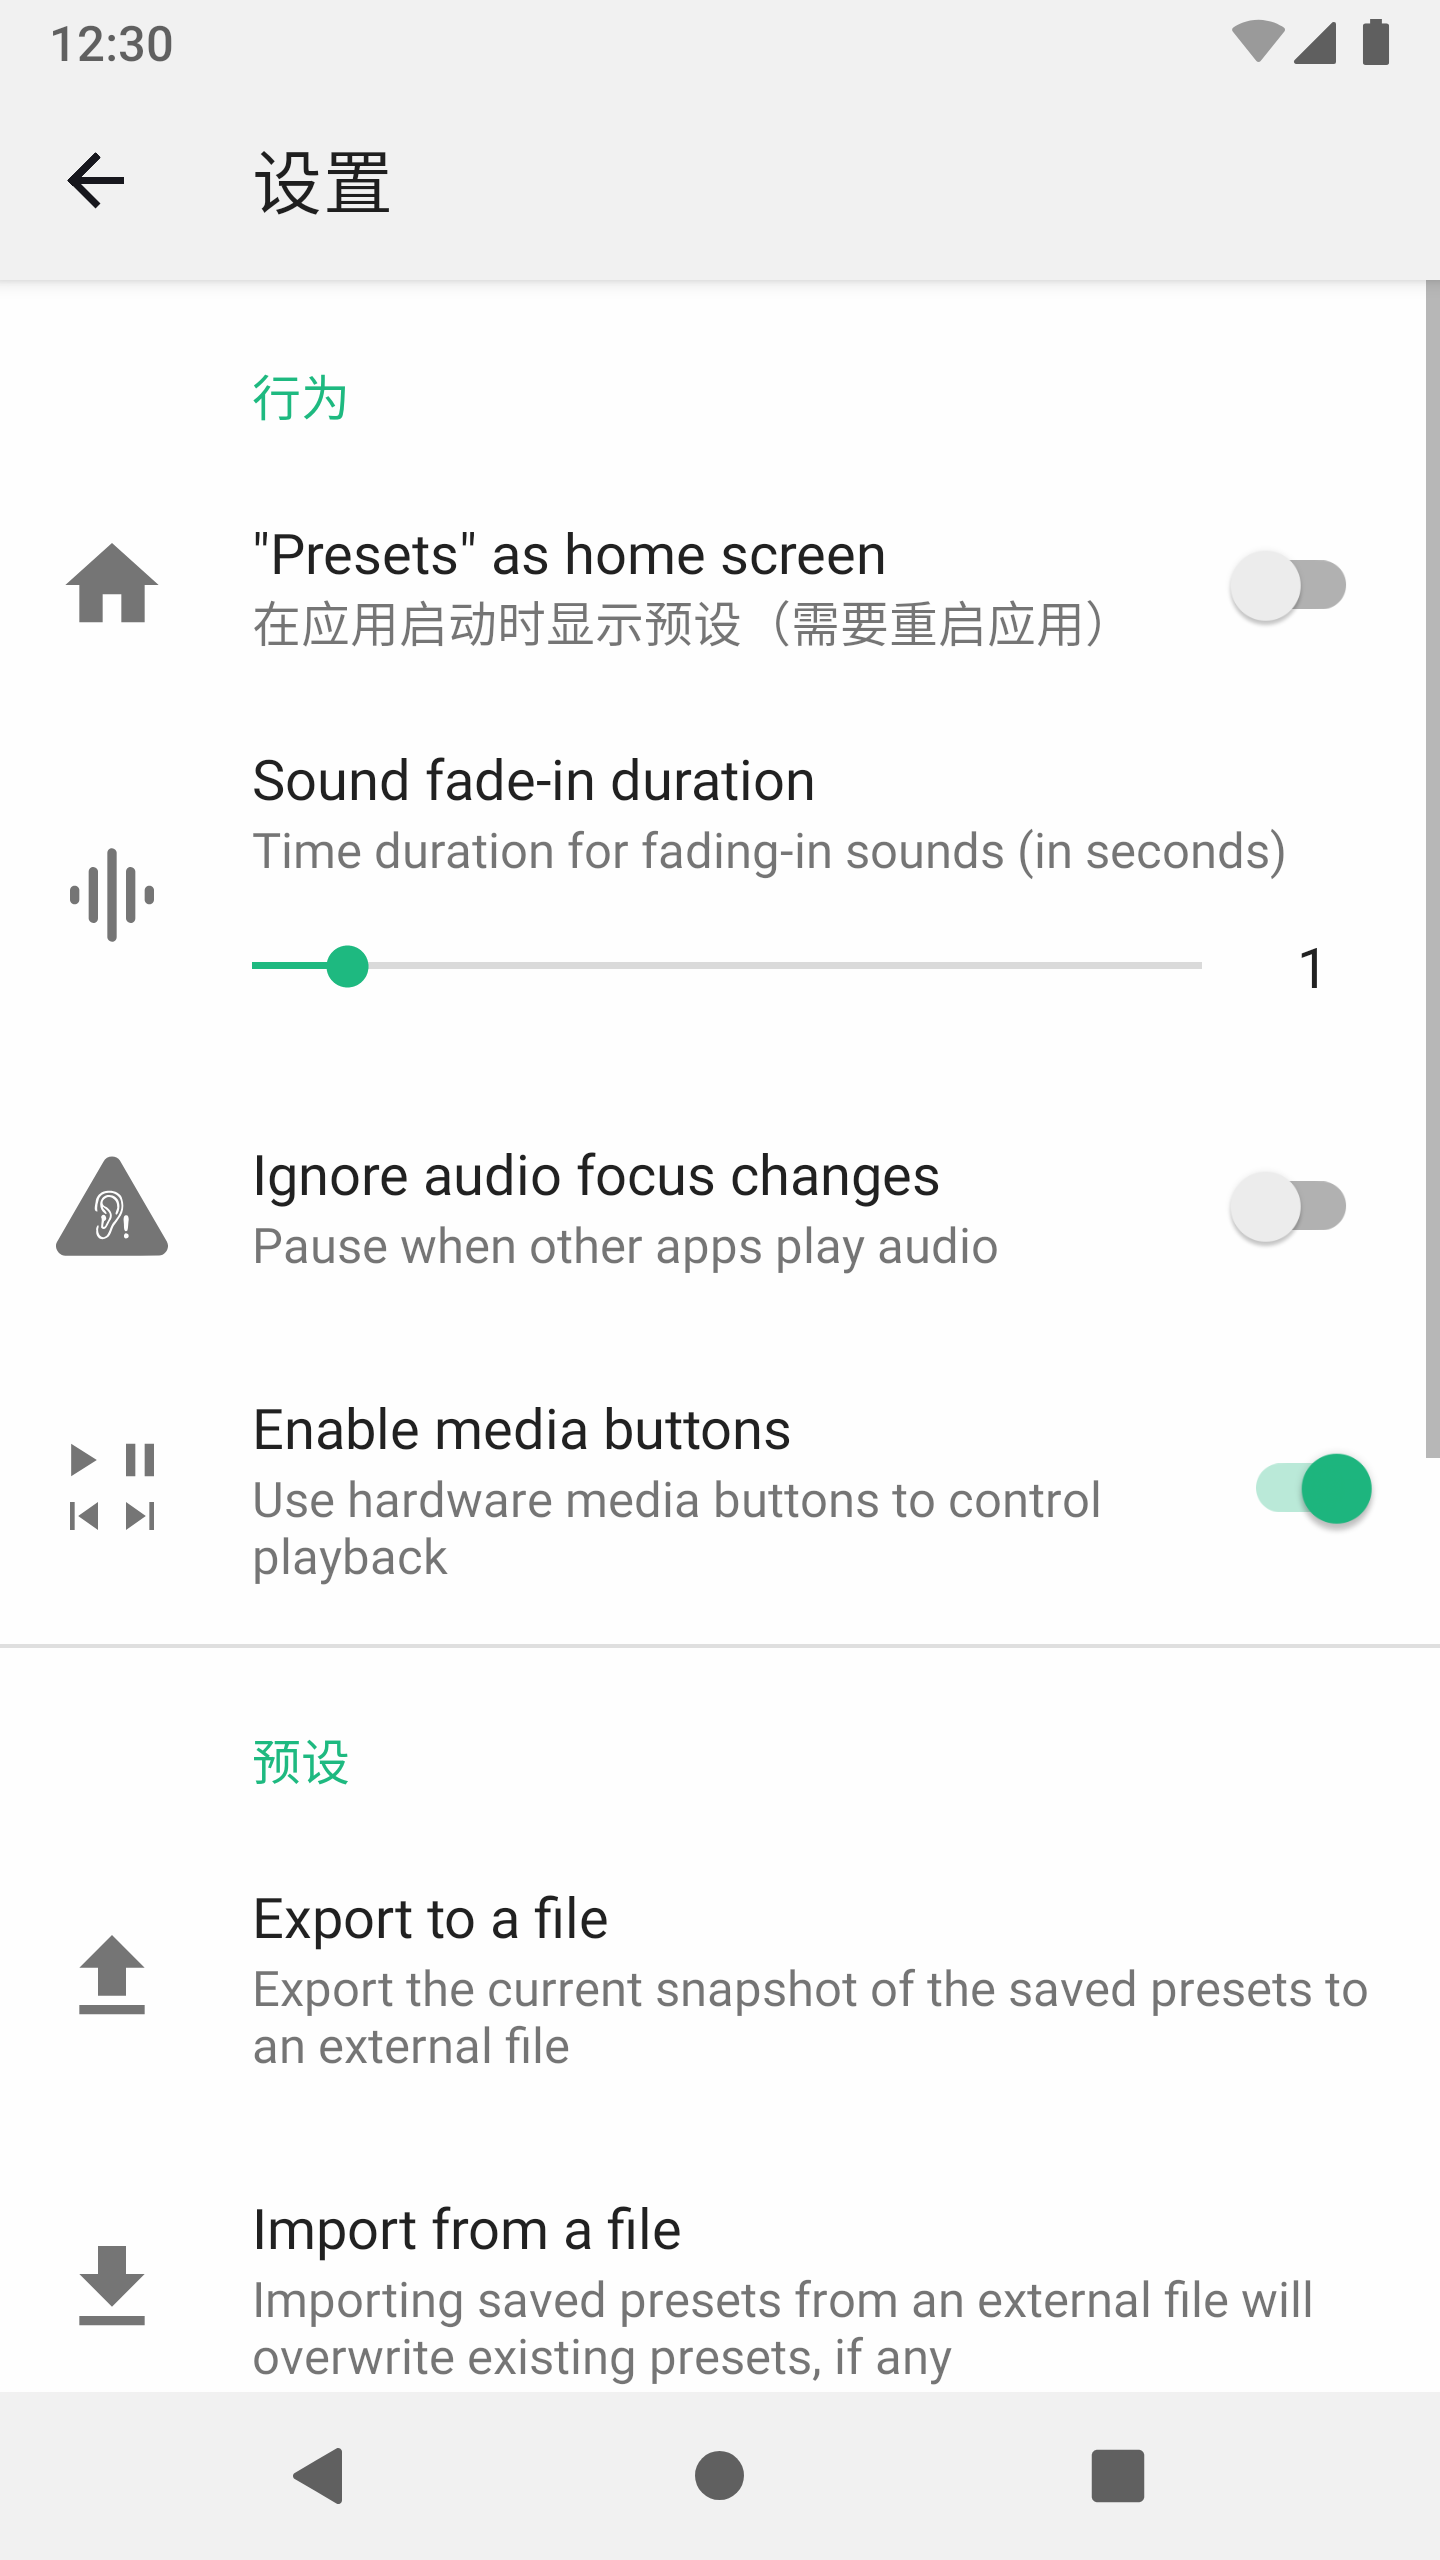 12:30
设置
行为
"Presets" as home screen
在应用启动时显示预设（需要重启应用）
Sound fade-in duration
Time duration for fading-in sounds (in seconds)
1
Ignore audio focus changes
Pause when other apps play audio
Enable media buttons
Use hardware media buttons to control
playback
预设
Export to a file
Export the current snapshot of the saved presets to
an external file
Import from a file
Importing saved presets from an external file will
overwrite existing presets, if any